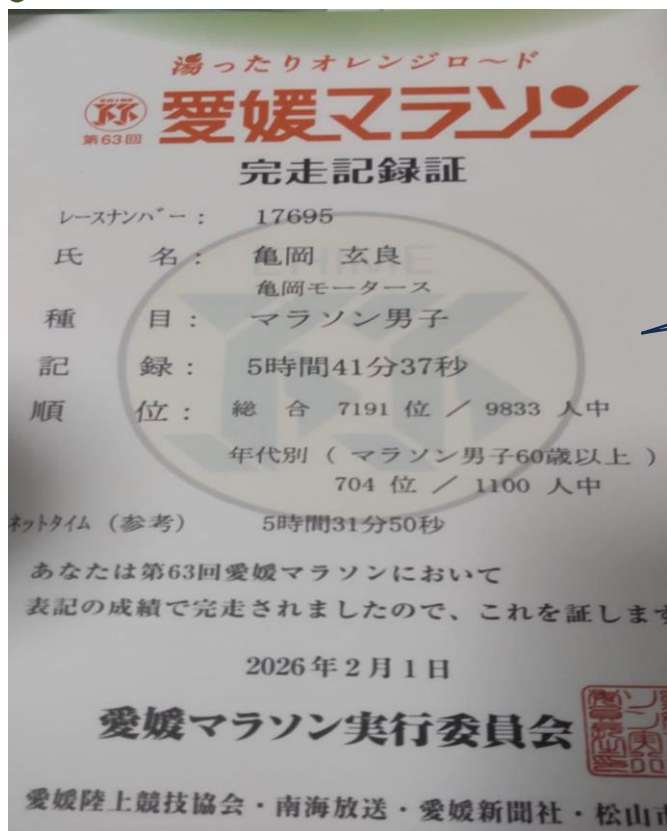 湯ったりオレンジロ～ド
EHIME
第63回
愛媛マラソン
完走記録証
レースナンバー： 17695
氏 名： 亀岡 玄良
亀岡モータース
種 目： マラソン男子
記 録： 5時間41分37秒
順 位： 総 合 7191 位 ／ 9833 人中
年代別 （ マラソン男子60歳以上 ）
704 位 ／ 1100 人中
ネットタイム （参考） 5時間31分50秒
あなたは第63回愛媛マラソンにおいて
表記の成績で完走されましたので、これを証します
2026年2月1日
愛媛マラソン実行委員会
愛媛陸上競技協会・南海放送・愛媛新聞社・松山市